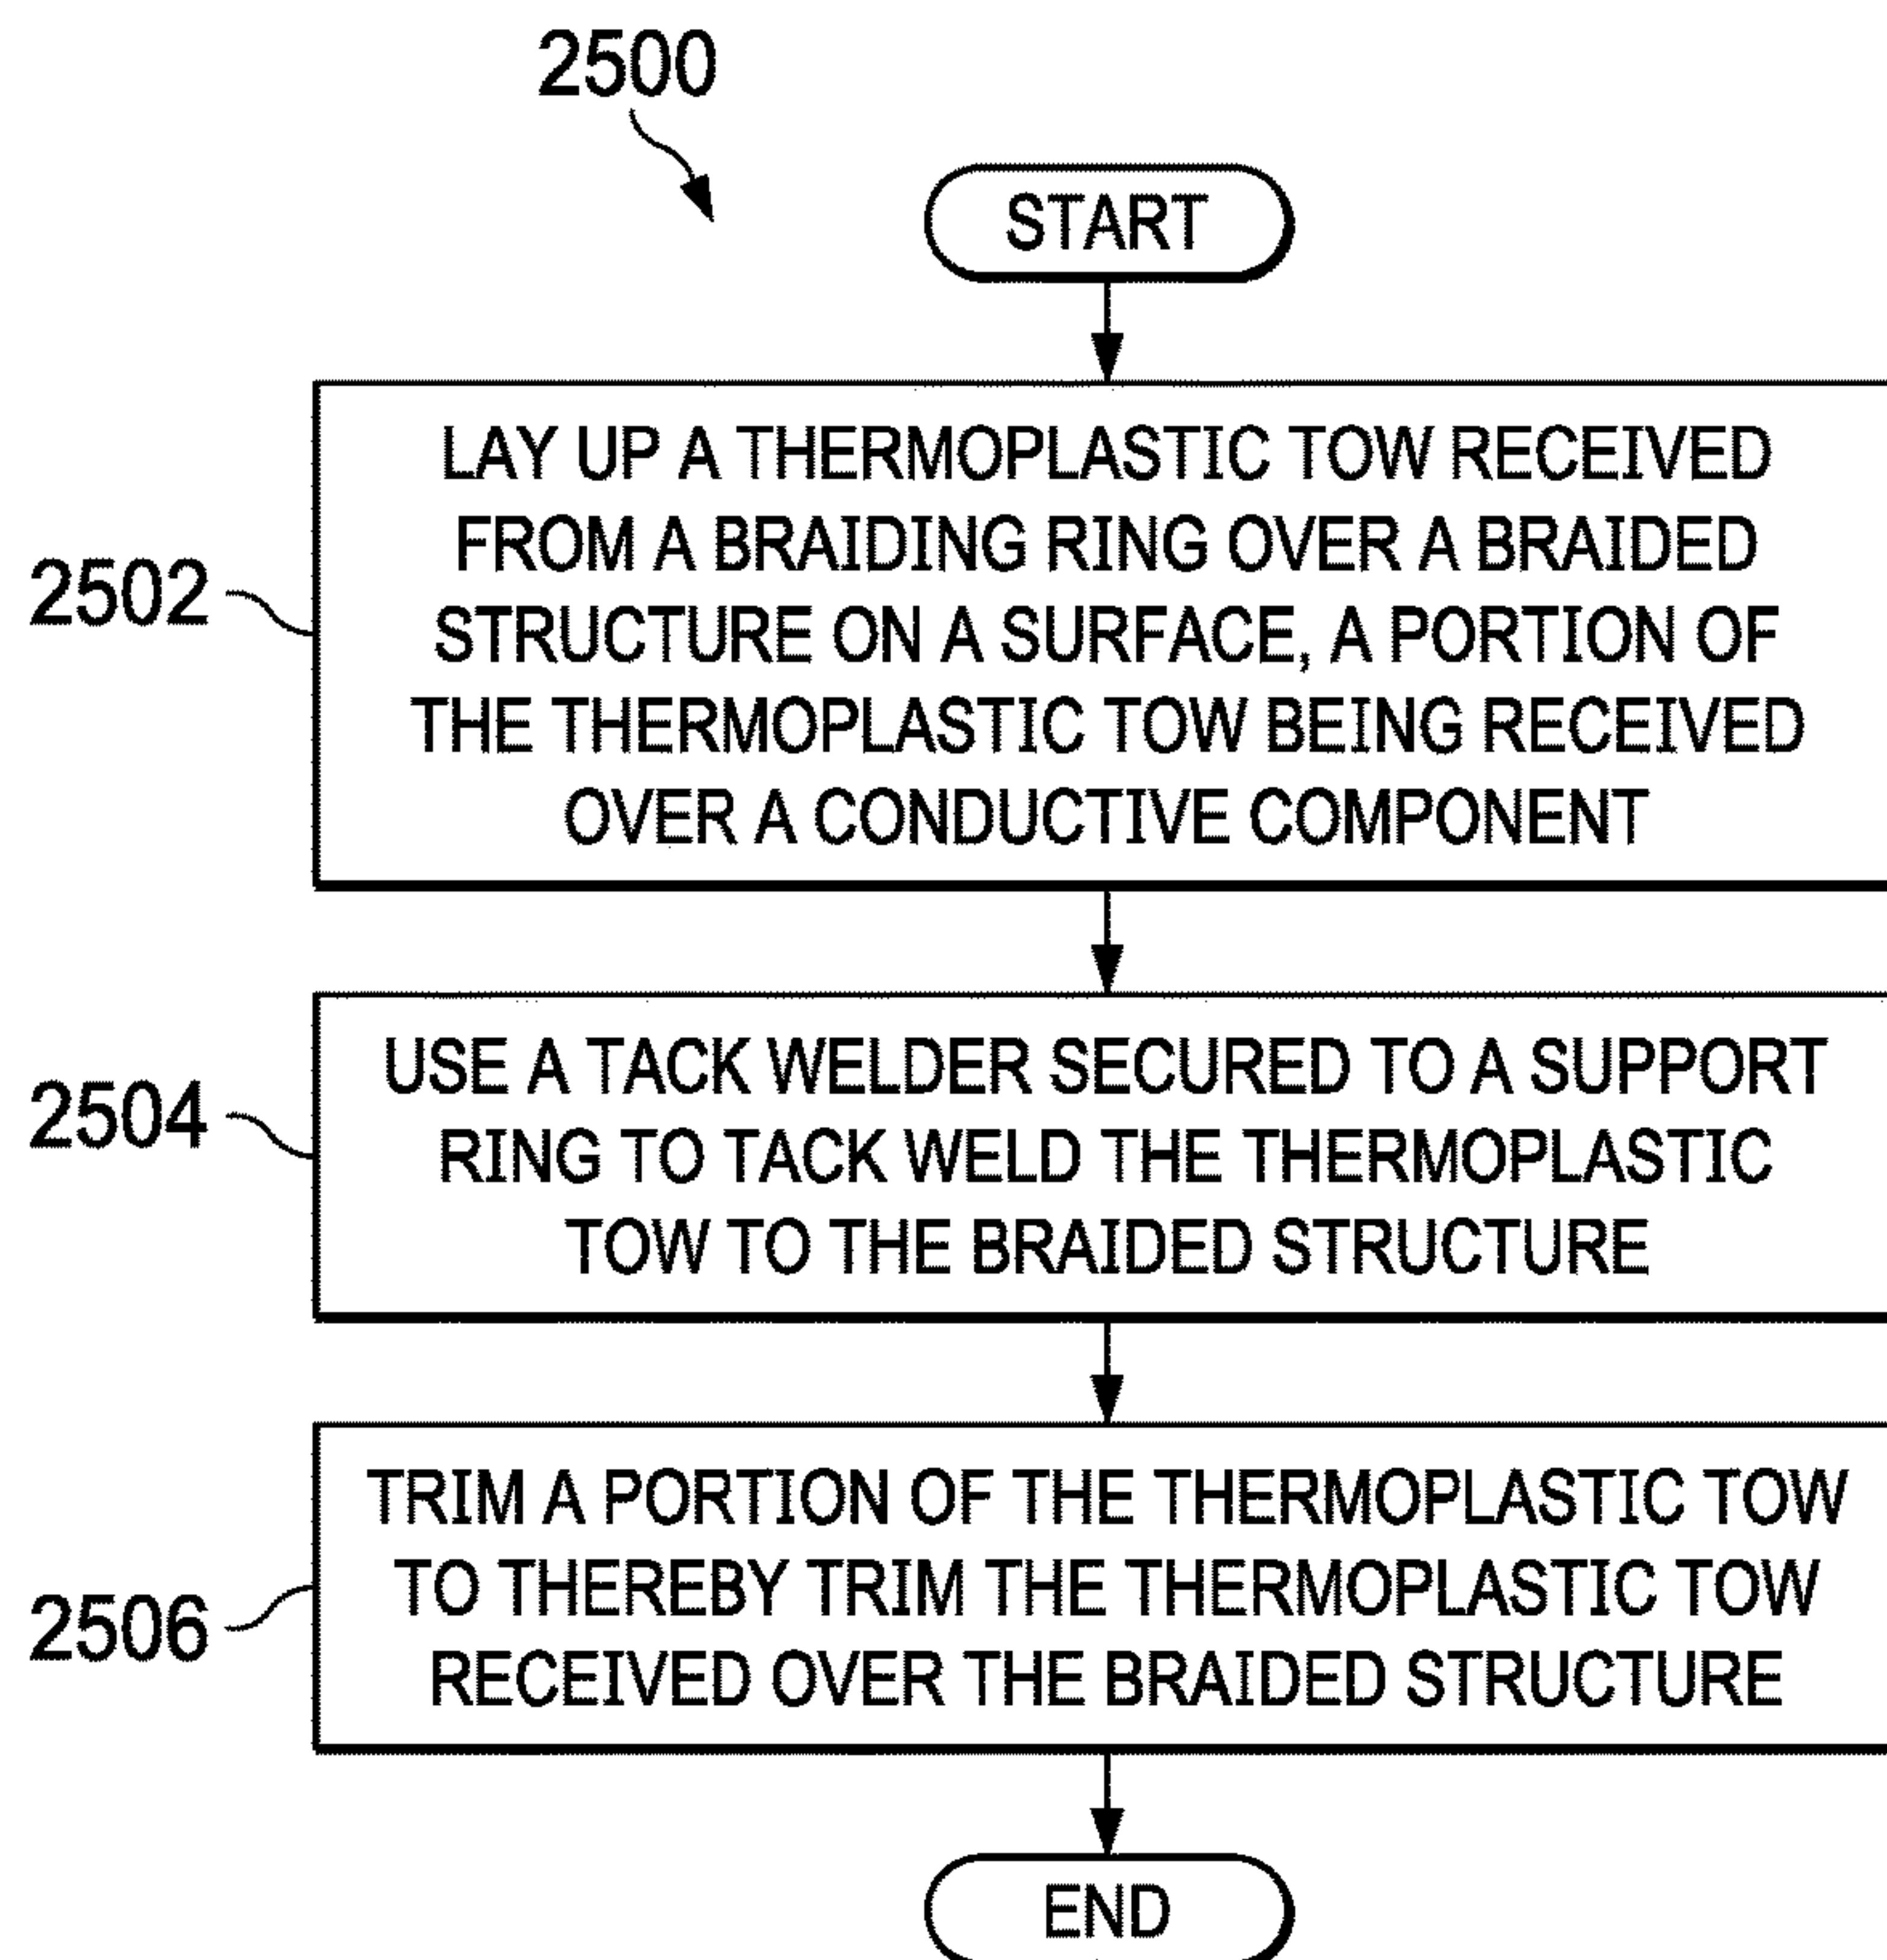 2500
START
LAY UP A THERMOPLASTIC TOW RECEIVED
FROM A BRAIDING RING OVER A BRAIDED
2502
STRUCTURE ON A SURFACE, A PORTION OF
THE THERMOPLASTIC TOW BEING RECEIVED
OVER A CONDUCTIVE COMPONENT
USE A TACK WELDER SECURED TO A SUPPORT
2504
RING TO TACK WELD THE THERMOPLASTIC
TOW TO THE BRAIDED STRUCTURE
TRIM A PORTION OF THE THERMOPLASTIC TOW
TO THEREBY TRIM THE THERMOPLASTIC TOW
2506
RECEIVED OVER THE BRAIDED STRUCTURE
END